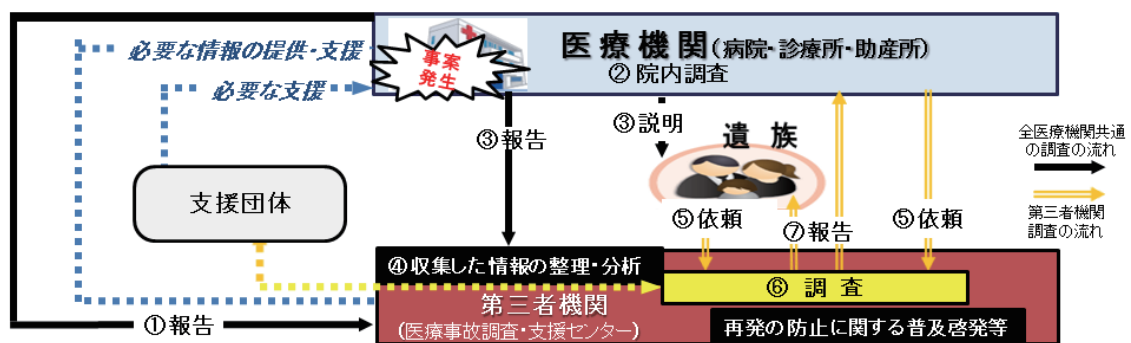 必要な情報の提供・支援
必要な支援
事案
発生
医療機関(病院・診療所・助産所)
②院内調査
③報告
③説明
遺族
全医療機関共通
の調査の流れ
第三者機関
調査の流れ
支援団体
⑤依頼
⑦報告
⑤依頼
④収集した情報の整理・分析
⑥調査
第三者機関
(医療事故調査・支援センター)
①報告
再発の防止に関する普及啓発等